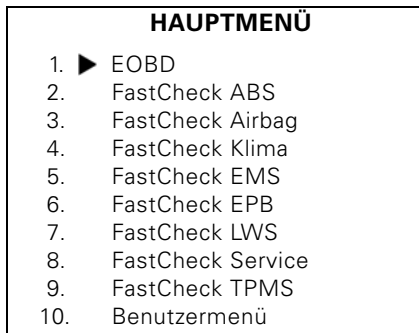 HAUPTMENÜ
1. ▶ EOBD
2. FastCheck ABS
3. FastCheck Airbag
4. FastCheck Klima
5. FastCheck EMS
6. FastCheck EPB
7. FastCheck LWS
8. FastCheck Service
9. FastCheck TPMS
10. Benutzermenü